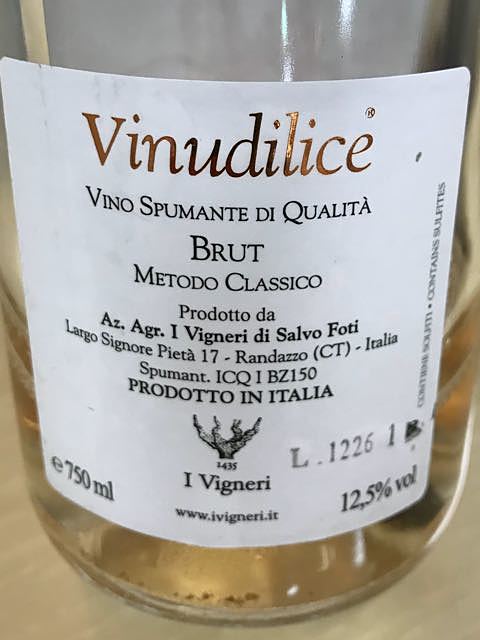 Vinudilice®
VINO SPUMANTE DI QUALITÀ
BRUT
METODO CLASSICO
Prodotto da
Az. Agr. I Vigneri di Salvo Foti
Largo Signore Pietà 17 - Randazzo (CT) - Italia
Spumant. ICQ I BZ150
PRODOTTO IN ITALIA
1435
I Vigneri
www.ivigneri.it
e 750 ml
L.1226 1
12,5% vol
CONTIENE SOLFITI • CONTAINS SULFITES